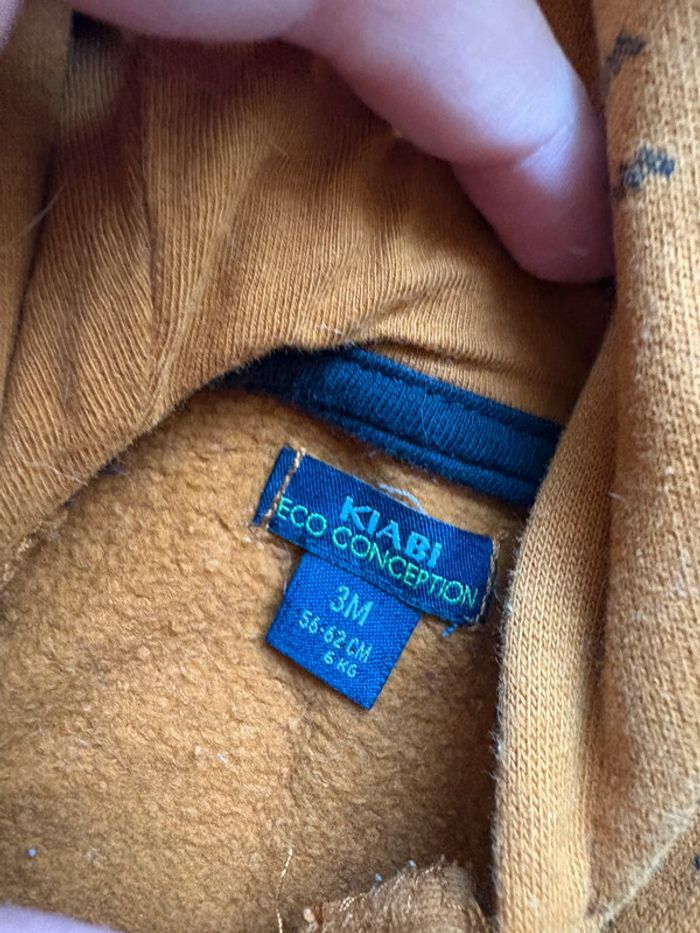 KIABI
ECO CONCEPTION
3M
56-62 CM
6 KG